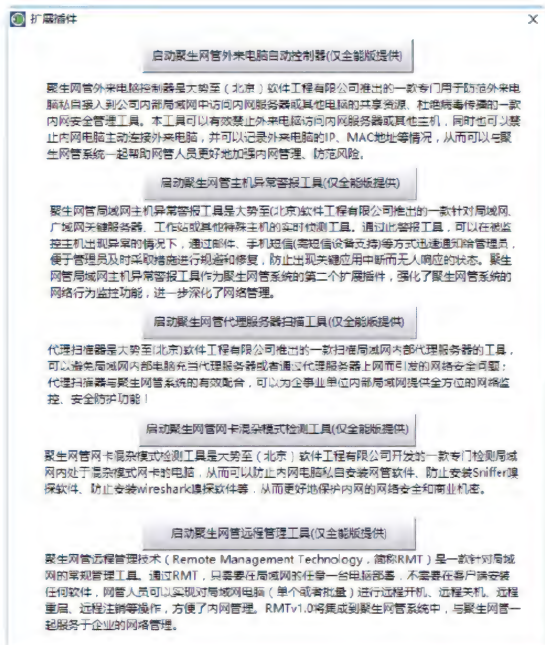 扩展插件
启动聚生网管外来电脑自动控制器(仅全能版提供)
聚生网管外来电脑控制器是大势至（北京）软件工程有限公司推出的一款专门用于防范外来电
脑私自接入到公司内部局域网中访问内网服务器或其他电脑的共享资源、杜绝病毒传播的一款
内网安全管理工具。本工具可以有效禁止外来电脑访问内网服务器或其他主机，同时也可以禁
止内网电脑主动连接外来电脑，并可以记录外来电脑的IP、MAC地址等情况，从而可以与聚
生网管系统一起帮助网管人员更好地加强内网管理、防范风险。
启动聚生网管主机异常警报工具(仅全能版提供)
聚生网管局域网主机异常警报工具是大势至(北京)软件工程有限公司推出的一款针对局域网、
广域网关键服务器、工作站或其他特殊主机的实时侦测工具。通过此警报工具，可以在被监
控主机出现异常的情况下，通过邮件、手机短信(需短信设备支持)等方式迅速通知给管理员，
便于管理员及时采取措施进行规避和修复，防止出现关键应用中断而无人响应的状态。聚生
网管局域网主机异常警报工具作为聚生网管系统的第二个扩展插件，强化了聚生网管系统的
网络行为监控功能，进一步深化了网络管理。
启动聚生网管代理服务器扫描工具(仅全能版提供)
代理扫描器是大势至(北京)软件工程有限公司推出的一款扫描局域网内部代理服务器的工具，
可以避免局域网内部电脑充当代理服务器或者通过代理服务器上网而引发的网络安全问题；
代理扫描器与聚生网管系统的有效配合，可以为企事业单位内部局域网提供全方位的网络监
控、安全防护功能！
启动聚生网管网卡混杂模式检测工具(仅全能版提供)
聚生网管网卡混杂模式检测工具是大势至（北京）软件工程有限公司开发的一款专门检测局域
网内处于混杂模式网卡的电脑，从而可以防止内网电脑私自安装网管软件、防止安装Sniffer嗅
探软件、防止安装wireshark嗅探软件等，从而更好地保护内网的网络安全和商业机密。
启动聚生网管远程管理工具(仅全能版提供)
聚生网管远程管理技术（Remote Management Technology，简称RMT）是一款针对局域
网的常规管理工具。通过RMT，只需要在局域网的任意一台电脑部署，不需要在客户端安装
任何软件，网管人员可以实现对局域网电脑（单个或者批量）进行远程开机、远程关机、远程
重启、远程注销等操作，方便了内网管理。RMTv1.0将集成到聚生网管系统中，与聚生网管一
起服务于企业的网络管理。